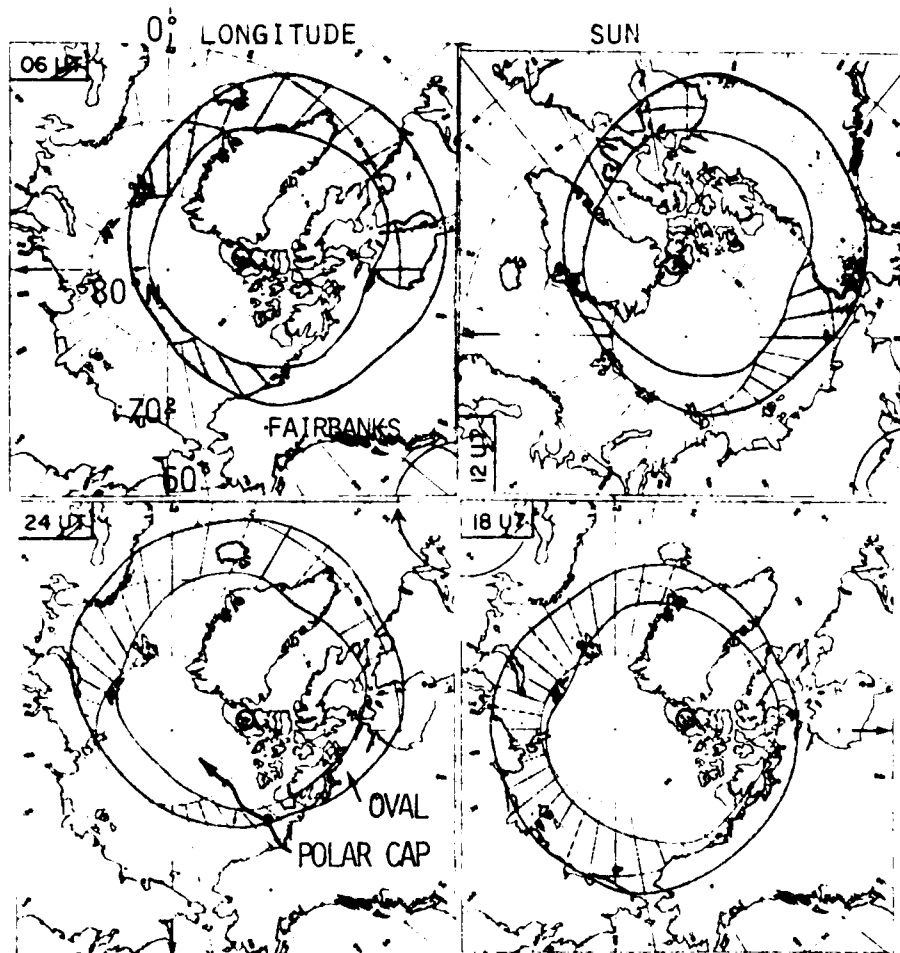 0° LONGITUDE
SUN
06 UT
80 N
70°
FAIRBANKS
60
12 UT
24 UT
18 UT
OVAL
POLAR CAP